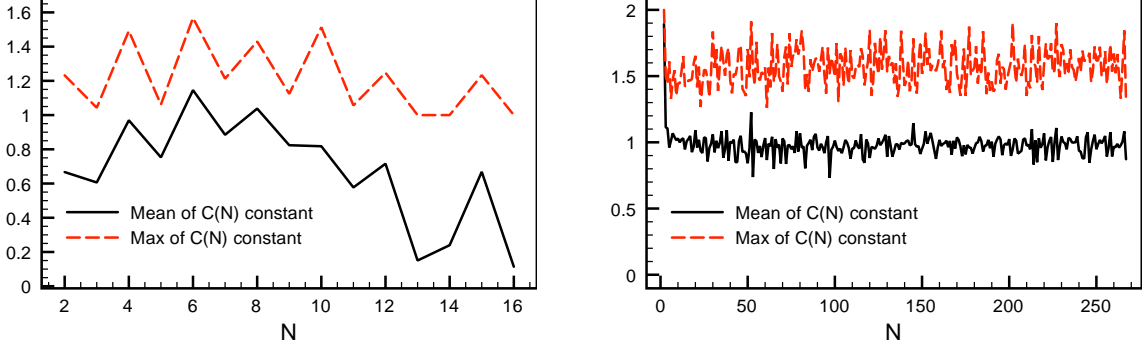 1.6
1.4
1.2
1
0.8
0.6
0.4
0.2
0
Mean of C(N) constant
Max of C(N) constant
2 4 6 8 10 12 14 16
N
2
1.5
1
0.5
0
Mean of C(N) constant
Max of C(N) constant
0 50 100 150 200 250
N